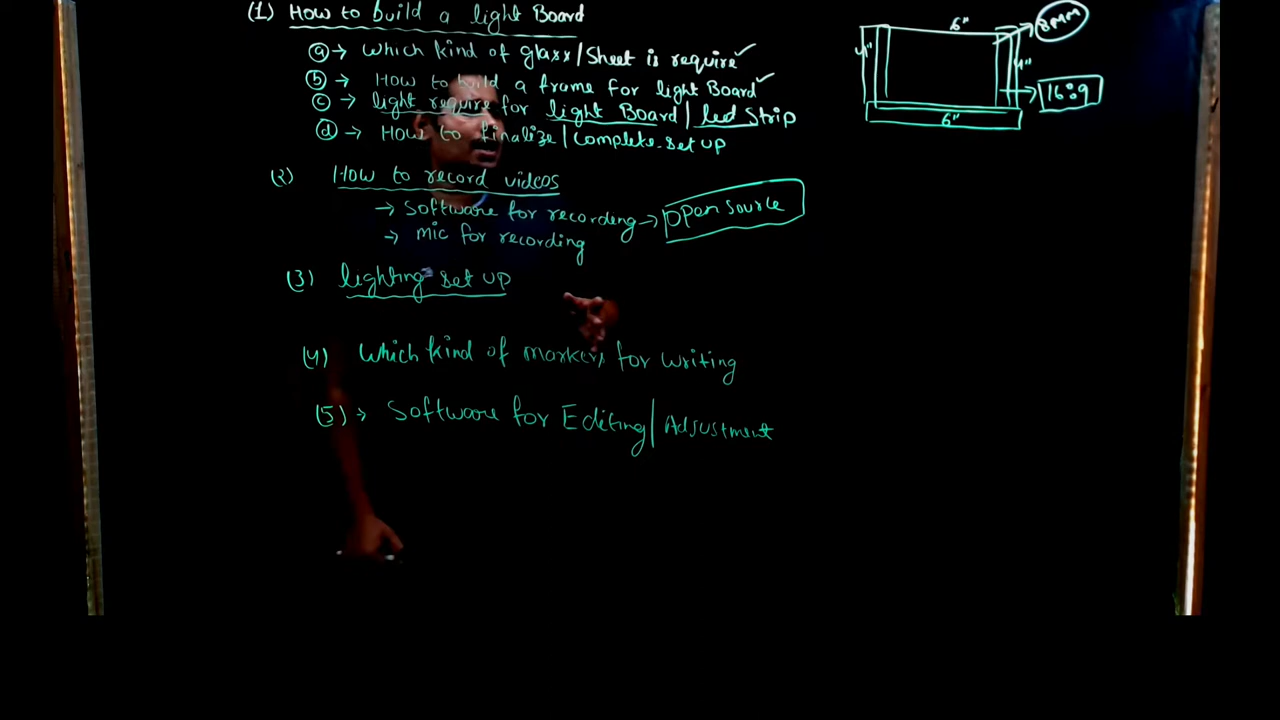 (1) How to build a light Board
(a) → Which kind of glass/Sheet is require ✓
(b) → How to build a frame for light Board ✓
(c) → light require for light Board/led Strip
(d) → How to finalize/Complete set up
(2) How to record videos
→ Software for recording → Open source
→ mic for recording
(3) lighting set up
(4) Which kind of markers for writing
(5) → Software for Editing/Adjustment
6"
8MM
4"
4"
16:9
6"